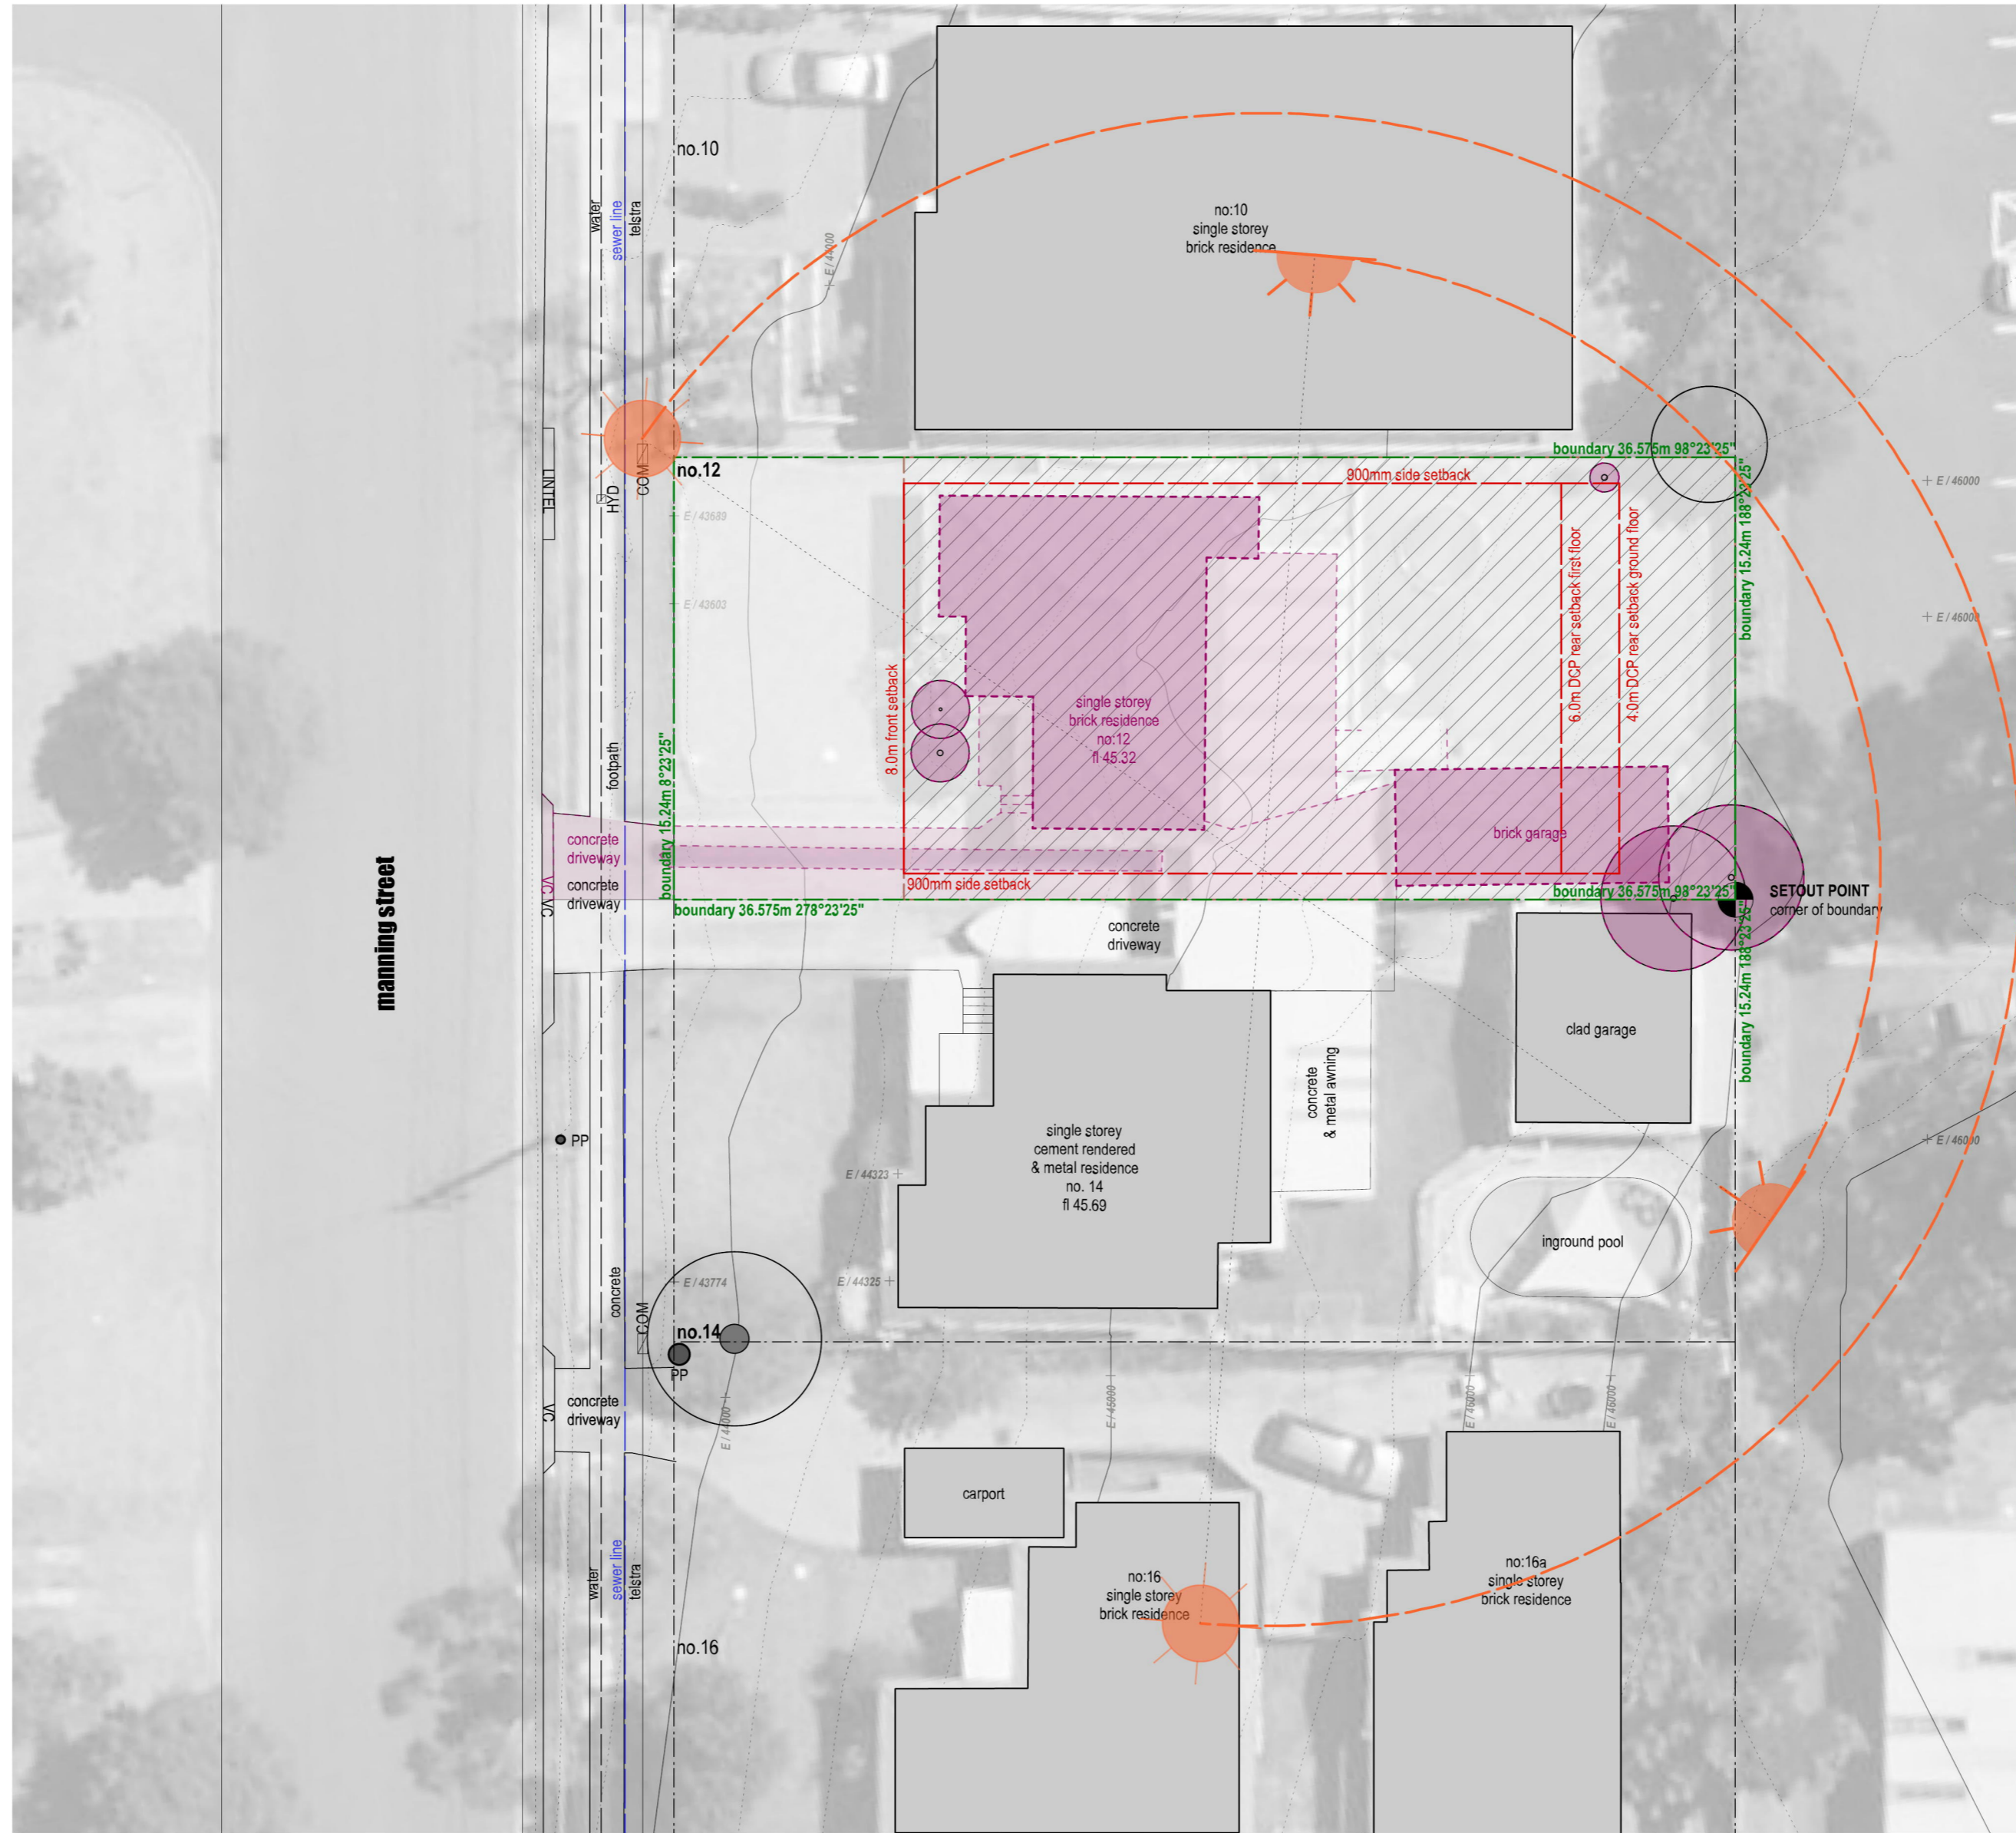 no.10
water
sewer line
telstra
E / 44000
no:10
single storey
brick residence
LINTEL
HYD
COM
no.12
boundary 36.575m 98°23'25"
900mm side setback
E / 43689
E / 43603
E / 46000
E / 46000
boundary 15.24m 188°23'25"
6.0m DCP rear setback first floor
4.0m DCP rear setback ground floor
8.0m front setback
single storey
brick residence
no:12
fl 45.32
footpath
boundary 15.24m 8°23'25"
concrete
driveway
VC
brick garage
manning street
VC
concrete
driveway
900mm side setback
boundary 36.575m 98°23'25"
SETOUT POINT
corner of boundary
boundary 36.575m 278°23'25"
concrete
driveway
boundary 15.24m 188°23'25"
clad garage
concrete
& metal awning
PP
single storey
cement rendered
& metal residence
no. 14
fl 45.69
E / 44323
E / 46000
inground pool
concrete
E / 43774
E / 44325
COM
no.14
PP
VC
concrete
driveway
E / 44000
E / 45000
E / 46000
E / 46000
carport
water
sewer line
telstra
no:16
single storey
brick residence
no:16a
single storey
brick residence
no.16